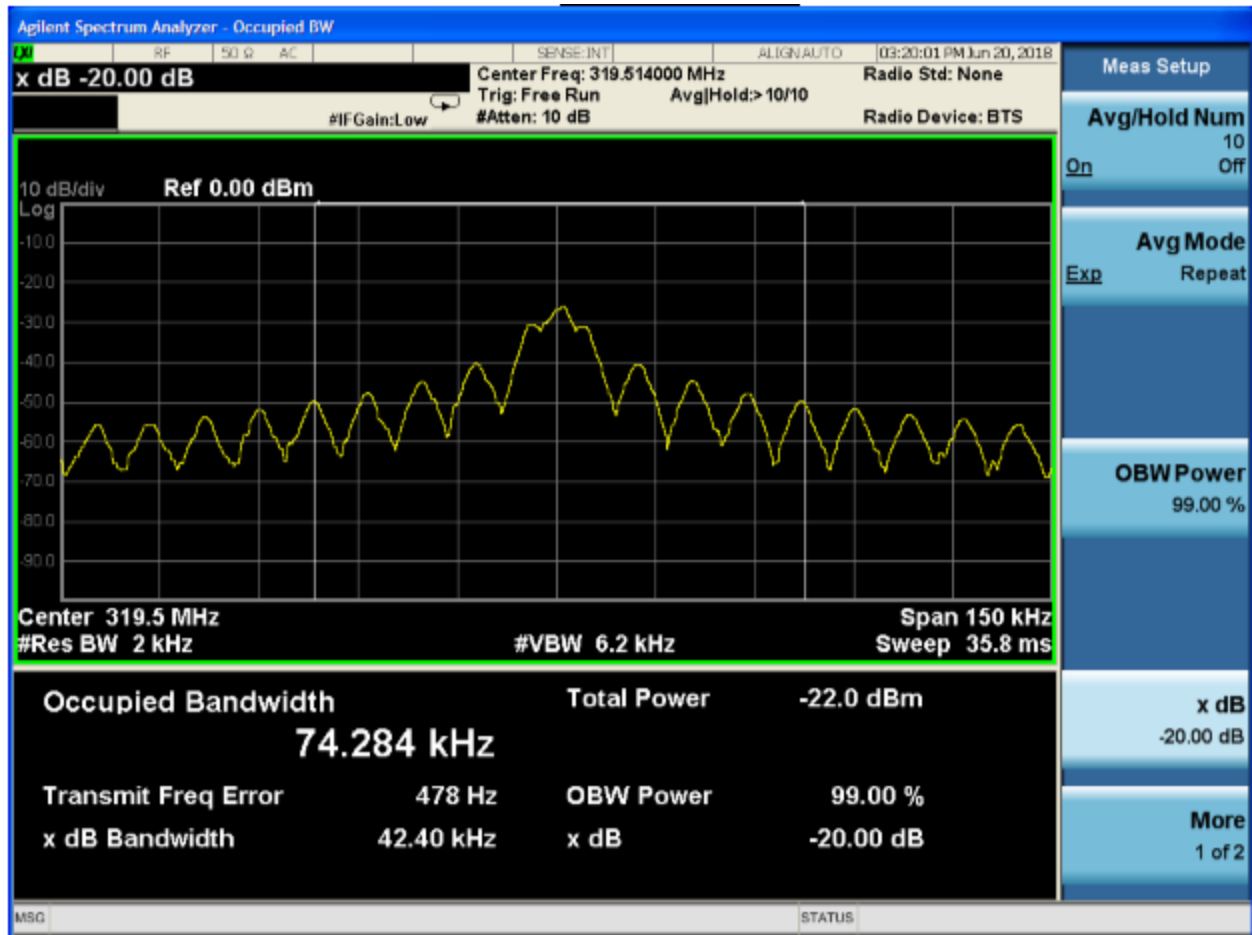 Agilent Spectrum Analyzer - Occupied BW
LXI RF 50 Ω AC SENSE:INT ALIGN AUTO 03:20:01 PM Jun 20, 2018
x dB -20.00 dB
Center Freq: 319.514000 MHz Radio Std: None
Trig: Free Run Avg|Hold:> 10/10
#IFGain:Low #Atten: 10 dB Radio Device: BTS
10 dB/div Ref 0.00 dBm
Log
-10.0
-20.0
-30.0
-40.0
-50.0
-60.0
-70.0
-80.0
-90.0
Center 319.5 MHz Span 150 kHz
#Res BW 2 kHz #VBW 6.2 kHz Sweep 35.8 ms
Occupied Bandwidth Total Power -22.0 dBm
74.284 kHz
Transmit Freq Error 478 Hz OBW Power 99.00 %
x dB Bandwidth 42.40 kHz x dB -20.00 dB
MSG STATUS
Meas Setup
Avg/Hold Num
10
On Off
Avg Mode
Exp Repeat
OBW Power
99.00 %
x dB
-20.00 dB
More
1 of 2